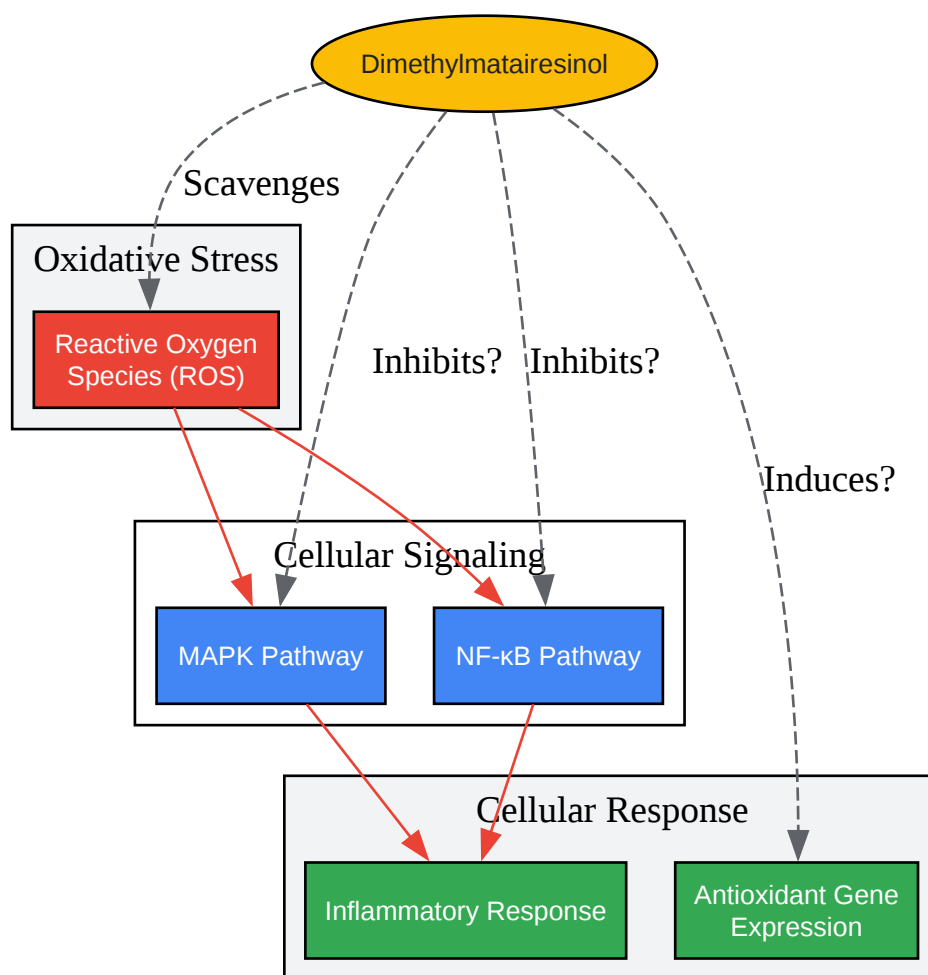 Dimethylmatairesinol
Scavenges
Oxidative Stress
Reactive Oxygen
Species (ROS)
Inhibits?
Inhibits?
Induces?
Cellular Signaling
MAPK Pathway
NF-κB Pathway
Cellular Response
Inflammatory Response
Antioxidant Gene
Expression